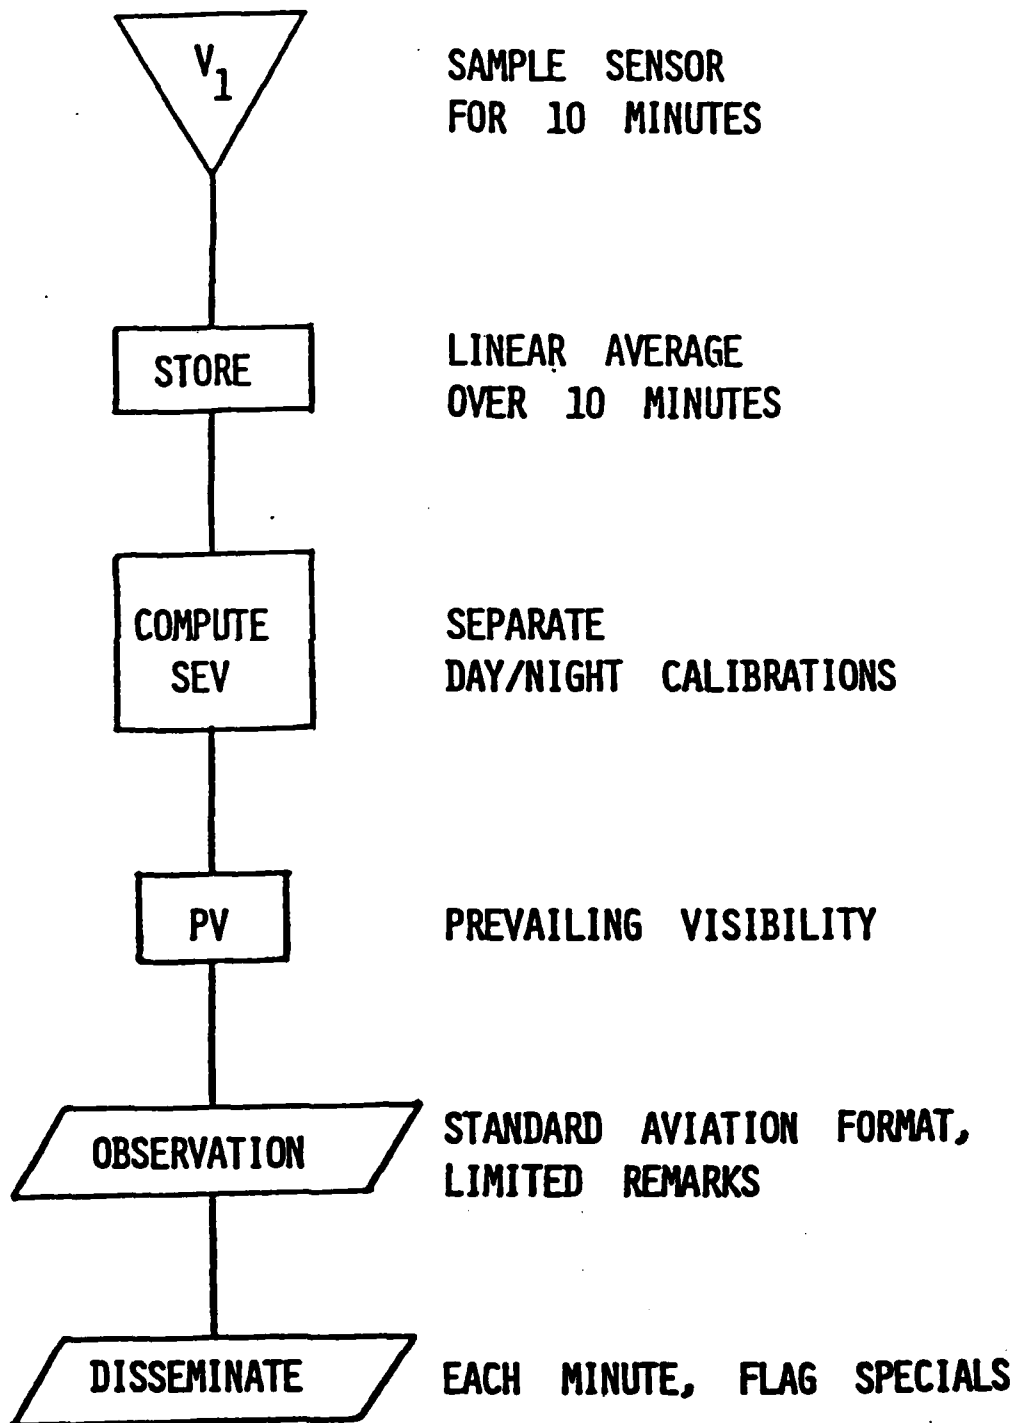 V1
SAMPLE SENSOR
FOR 10 MINUTES
STORE
LINEAR AVERAGE
OVER 10 MINUTES
COMPUTE
SEV
SEPARATE
DAY/NIGHT CALIBRATIONS
PV
PREVAILING VISIBILITY
OBSERVATION
STANDARD AVIATION FORMAT,
LIMITED REMARKS
DISSEMINATE
EACH MINUTE, FLAG SPECIALS